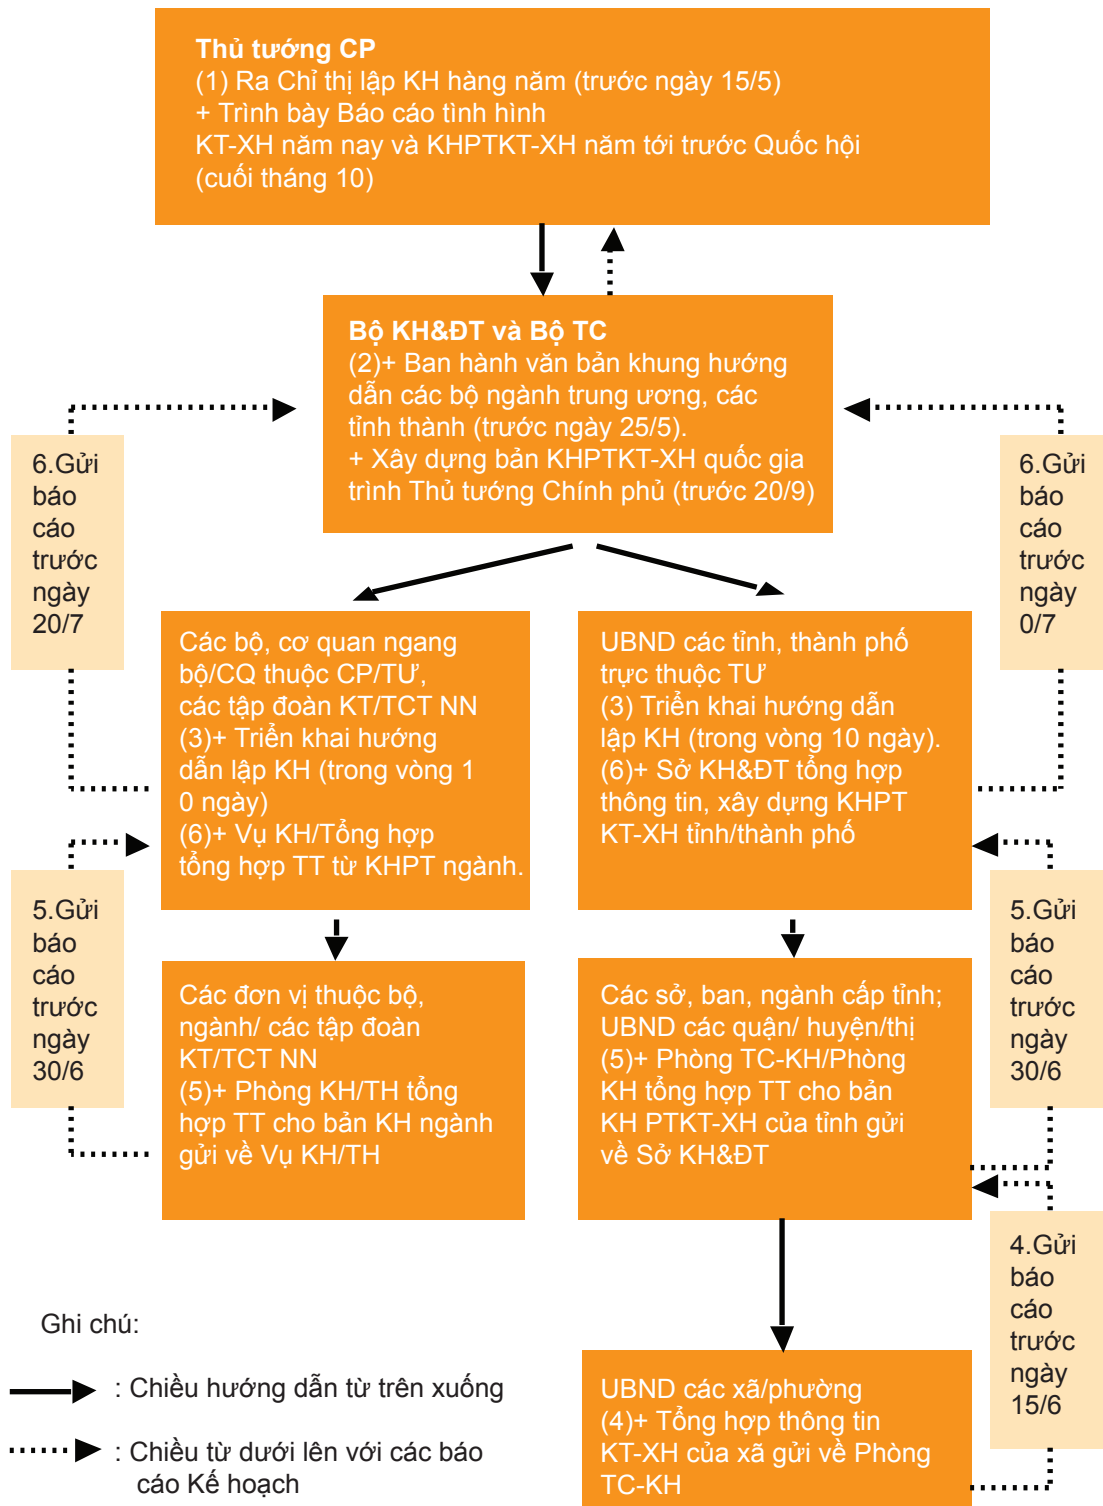 Thủ tướng CP
(1) Ra Chỉ thị lập KH hàng năm (trước ngày 15/5)
+ Trình bày Báo cáo tình hình
KT-XH năm nay và KHPTKT-XH năm tới trước Quốc hội
(cuối tháng 10)
Bộ KH&ĐT và Bộ TC
(2)+ Ban hành văn bản khung hướng
dẫn các bộ ngành trung ương, các
tỉnh thành (trước ngày 25/5).
+ Xây dựng bản KHPTKT-XH quốc gia
trình Thủ tướng Chính phủ (trước 20/9)
6.Gửi
báo
cáo
trước
ngày
20/7
6.Gửi
báo
cáo
trước
ngày
0/7
Các bộ, cơ quan ngang
bộ/CQ thuộc CP/TƯ,
các tập đoàn KT/TCT NN
(3)+ Triển khai hướng
dẫn lập KH (trong vòng 1
0 ngày)
(6)+ Vụ KH/Tổng hợp
tổng hợp TT từ KHPT ngành.
UBND các tỉnh, thành phố
trực thuộc TƯ
(3) Triển khai hướng dẫn
lập KH (trong vòng 10 ngày).
(6)+ Sở KH&ĐT tổng hợp
thông tin, xây dựng KHPT
KT-XH tỉnh/thành phố
5.Gửi
báo
cáo
trước
ngày
30/6
5.Gửi
báo
cáo
trước
ngày
30/6
Các đơn vị thuộc bộ,
ngành/ các tập đoàn
KT/TCT NN
(5)+ Phòng KH/TH tổng
hợp TT cho bản KH ngành
gửi về Vụ KH/TH
Các sở, ban, ngành cấp tỉnh;
UBND các quận/ huyện/thị
(5)+ Phòng TC-KH/Phòng
KH tổng hợp TT cho bản
KH PTKT-XH của tỉnh gửi
về Sở KH&ĐT
4.Gửi
báo
cáo
trước
ngày
15/6
UBND các xã/phường
(4)+ Tổng hợp thông tin
KT-XH của xã gửi về Phòng
TC-KH
Ghi chú:
: Chiều hướng dẫn từ trên xuống
: Chiều từ dưới lên với các báo
cáo Kế hoạch